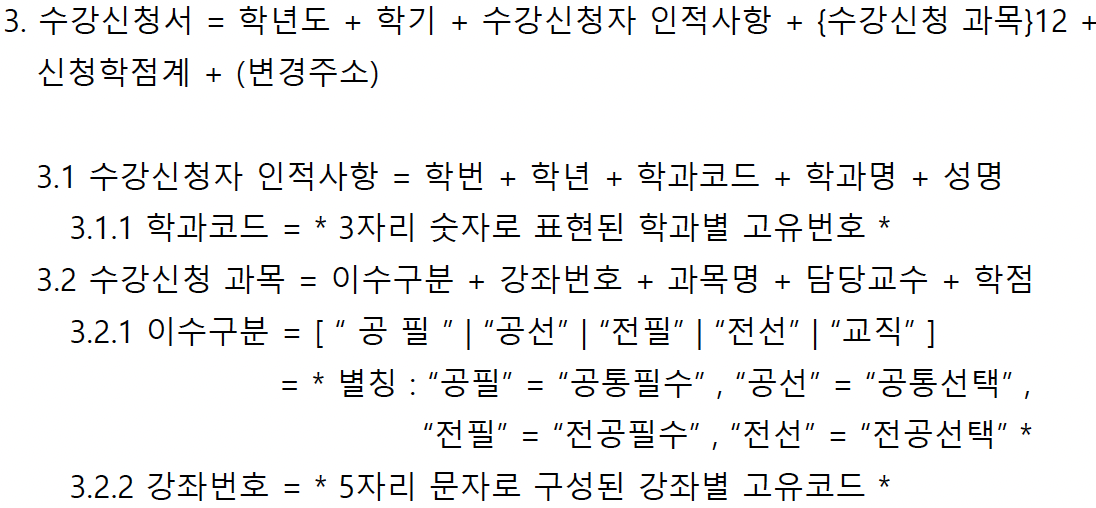 3. 수강신청서 = 학년도 + 학기 + 수강신청자 인적사항 + {수강신청 과목}12 +
신청학점계 + (변경주소)
3.1 수강신청자 인적사항 = 학번 + 학년 + 학과코드 + 학과명 + 성명
3.1.1 학과코드 = * 3자리 숫자로 표현된 학과별 고유번호 *
3.2 수강신청 과목 = 이수구분 + 강좌번호 + 과목명 + 담당교수 + 학점
3.2.1 이수구분 = [ “ 공 필 ” | “공선” | “전필” | “전선” | “교직” ]
= * 별칭 : “공필” = “공통필수” , “공선” = “공통선택” ,
“전필” = “전공필수” , “전선” = “전공선택” *
3.2.2 강좌번호 = * 5자리 문자로 구성된 강좌별 고유코드 *